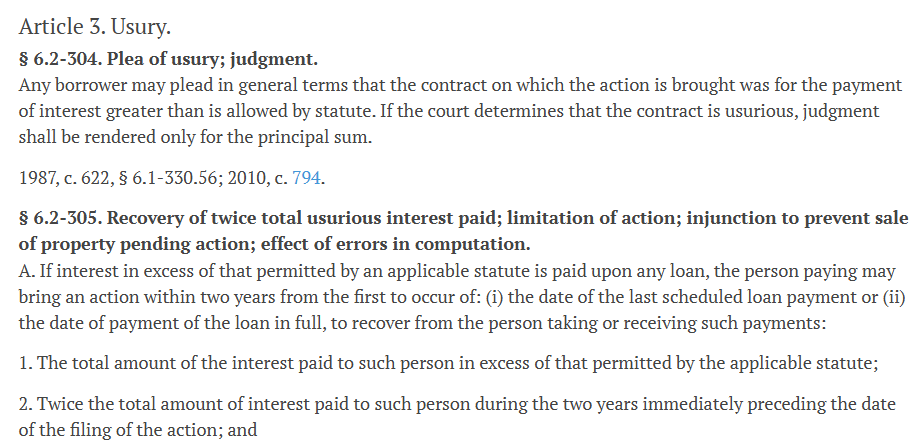 Article 3. Usury.
§ 6.2-304. Plea of usury; judgment.
Any borrower may plead in general terms that the contract on which the action is brought was for the payment
of interest greater than is allowed by statute. If the court determines that the contract is usurious, judgment
shall be rendered only for the principal sum.
1987, c. 622, § 6.1-330.56; 2010, c. 794.
§ 6.2-305. Recovery of twice total usurious interest paid; limitation of action; injunction to prevent sale
of property pending action; effect of errors in computation.
A. If interest in excess of that permitted by an applicable statute is paid upon any loan, the person paying may
bring an action within two years from the first to occur of: (i) the date of the last scheduled loan payment or (ii)
the date of payment of the loan in full, to recover from the person taking or receiving such payments:
1. The total amount of the interest paid to such person in excess of that permitted by the applicable statute;
2. Twice the total amount of interest paid to such person during the two years immediately preceding the date
of the filing of the action; and